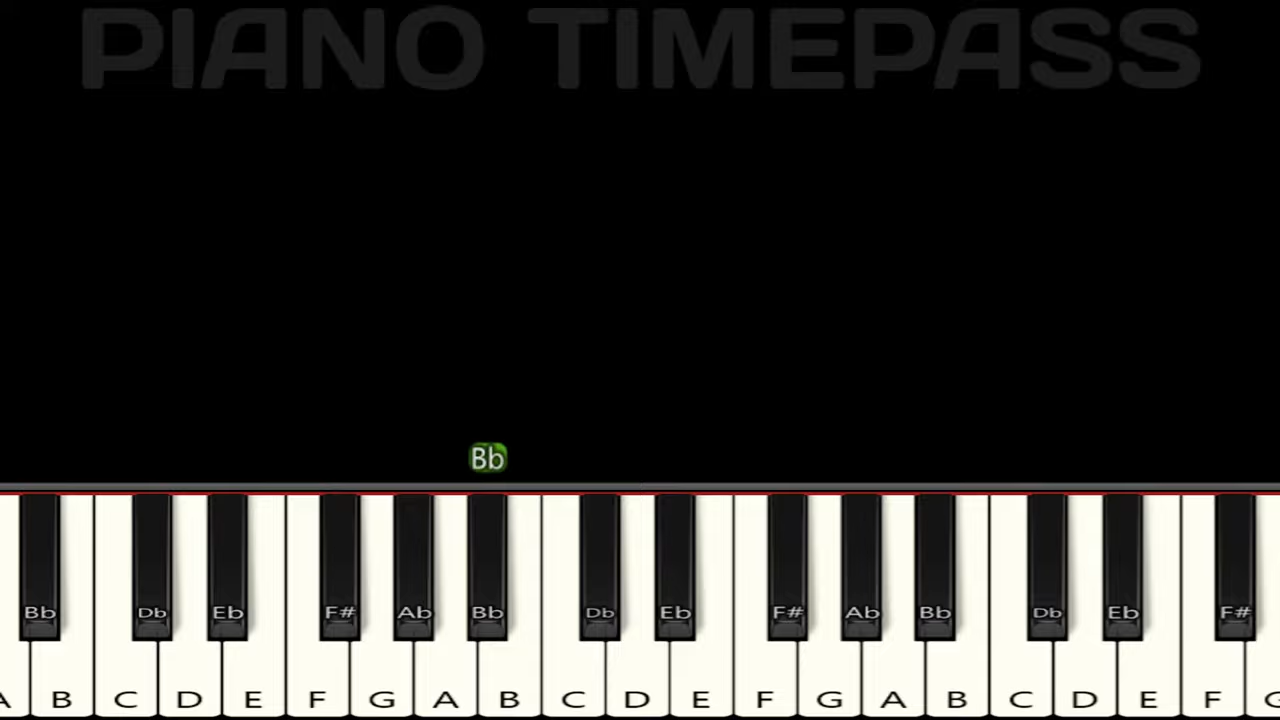 PIANO TIMEPASS
Bb
Bb Db Eb F# Ab Bb Db Eb F# Ab Bb Db Eb F#
A B C D E F G A B C D E F G A B C D E F G